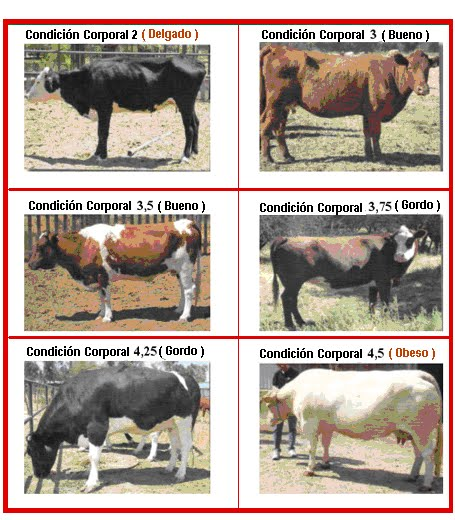 Condición Corporal 2 ( Delgado )
Condición Corporal 3 ( Bueno )
Condición Corporal 3,5 ( Bueno )
Condición Corporal 3,75 ( Gordo )
Condición Corporal 4,25 ( Gordo )
Condición Corporal 4,5 ( Obeso )